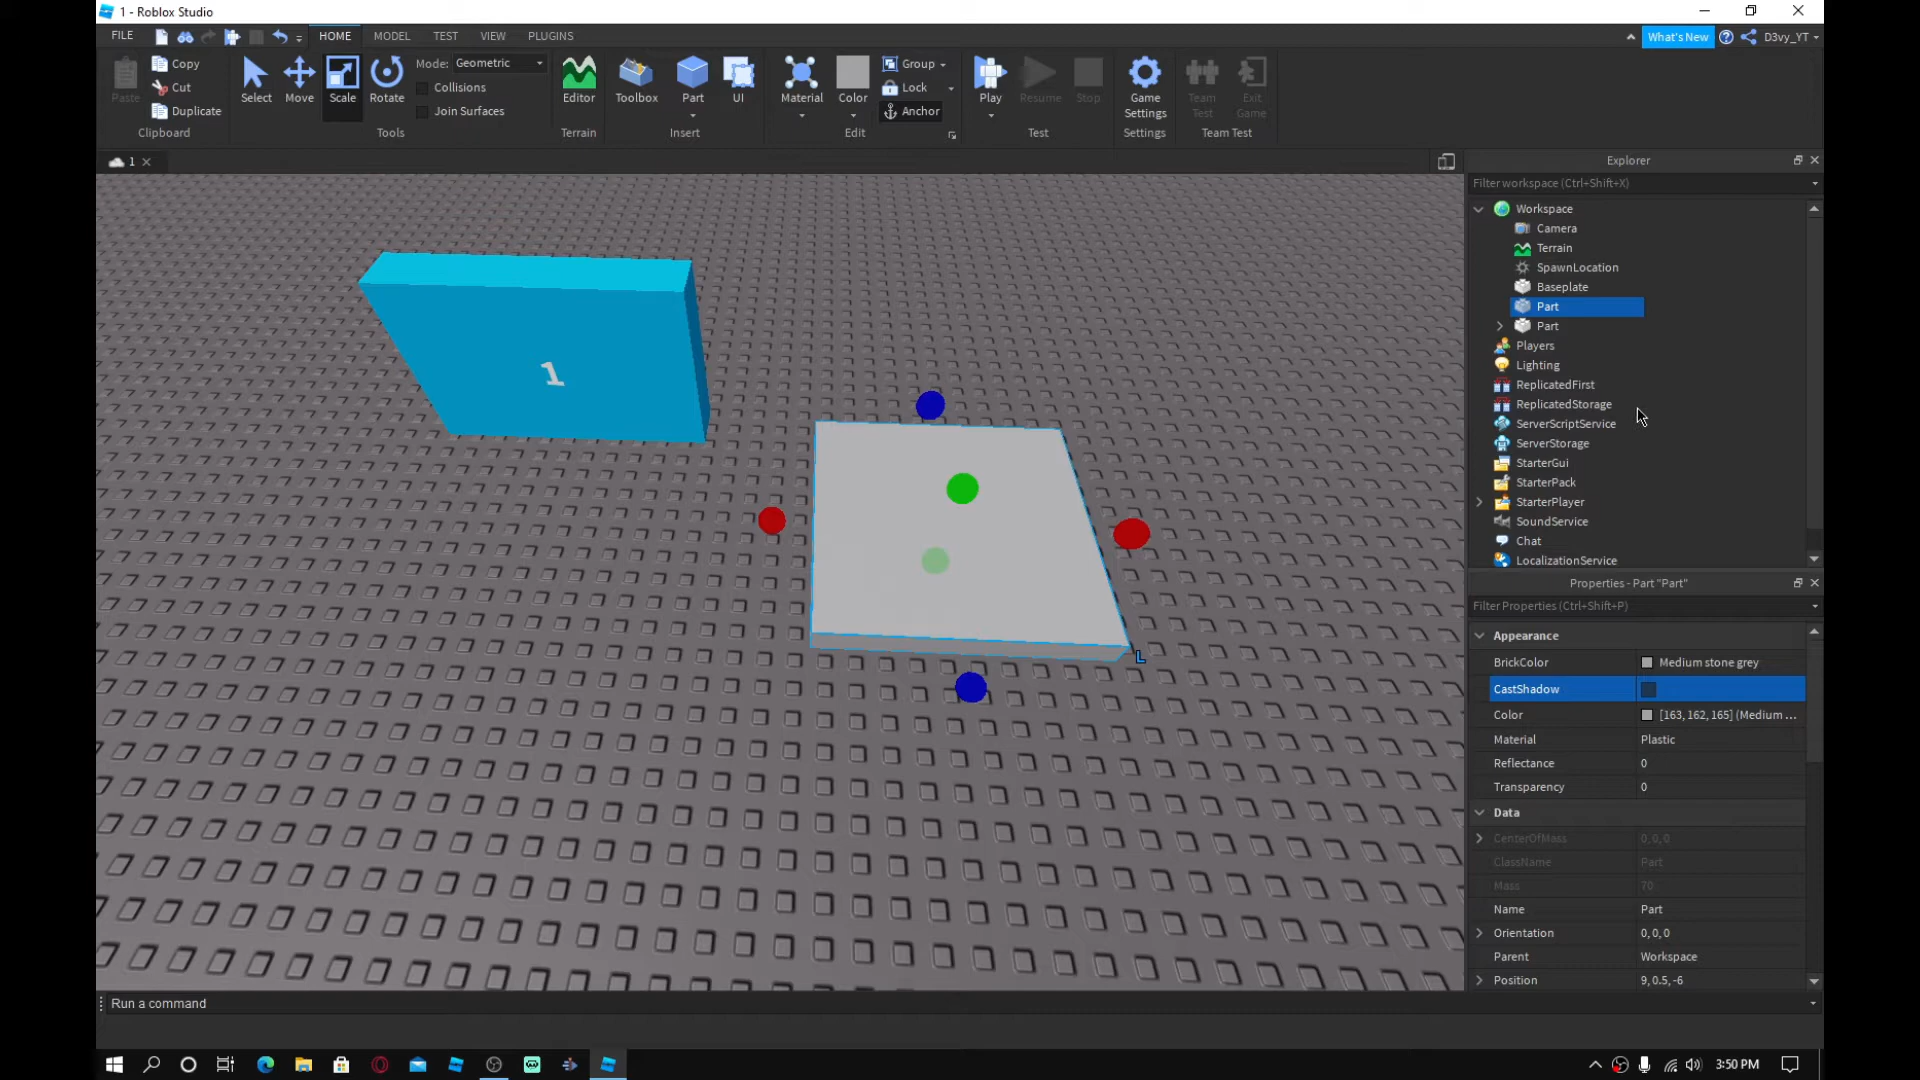 1 - Roblox Studio
FILE HOME MODEL TEST VIEW PLUGINS What's New D3vy_YT
Paste Copy Cut Duplicate Clipboard
Select Move Scale Rotate Mode: Geometric Collisions Join Surfaces Tools
Editor Terrain
Toolbox Part UI Insert
Material Color Group Lock Anchor Edit
Play Resume Stop Test
Game Settings Settings
Team Test Exit Game Team Test
1
1
L
Explorer
Filter workspace (Ctrl+Shift+X)
Workspace
Camera
Terrain
SpawnLocation
Baseplate
Part
Part
Players
Lighting
ReplicatedFirst
ReplicatedStorage
ServerScriptService
ServerStorage
StarterGui
StarterPack
StarterPlayer
SoundService
Chat
LocalizationService
Properties - Part "Part"
Filter Properties (Ctrl+Shift+P)
Appearance
BrickColor Medium stone grey
CastShadow
Color [163, 162, 165] (Medium ...
Material Plastic
Reflectance 0
Transparency 0
Data
CenterOfMass 0, 0, 0
ClassName Part
Mass 70
Name Part
Orientation 0, 0, 0
Parent Workspace
Position 9, 0.5, -6
Run a command
3:50 PM